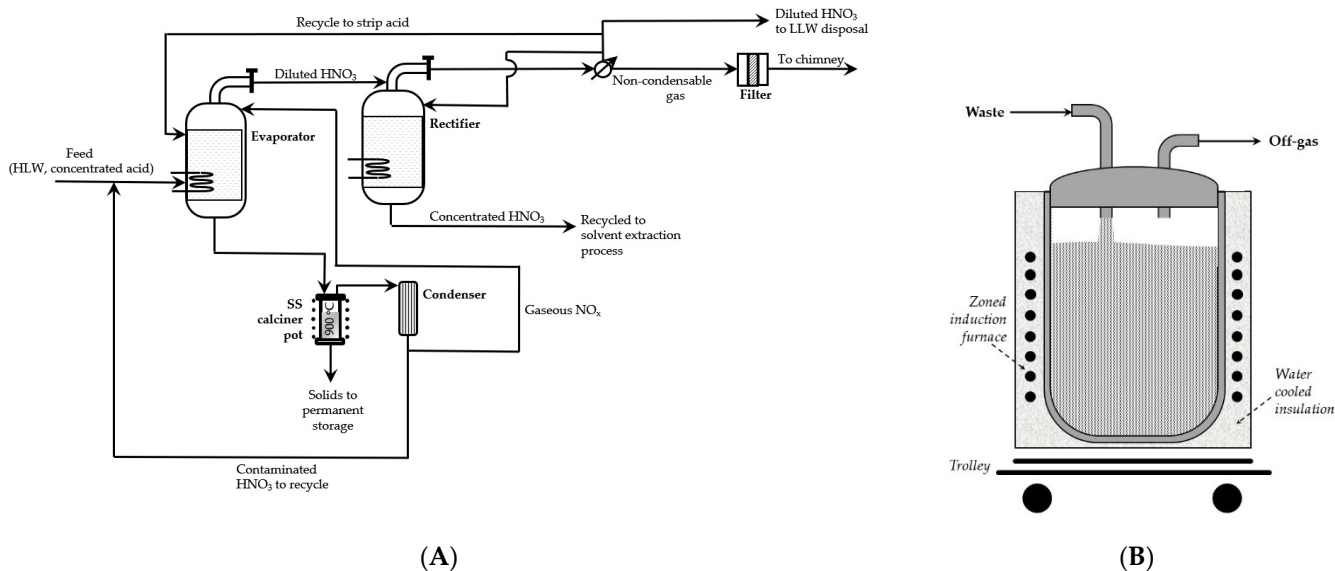 Recycle to strip acid
Diluted HNO₃
to LLW disposal
Diluted HNO₃
To chimney
Non-condensable
gas
Filter
Evaporator
Rectifier
Feed
(HLW, concentrated acid)
Concentrated HNO₃
Recycled to
solvent extraction
process
SS
calciner
pot
900 °C
Condenser
Gaseous NOₓ
Solids to
permanent
storage
Contaminated
HNO₃ to recycle
(A)
Waste
Off-gas
Zoned
induction
furnace
Water
cooled
insulation
Trolley
(B)